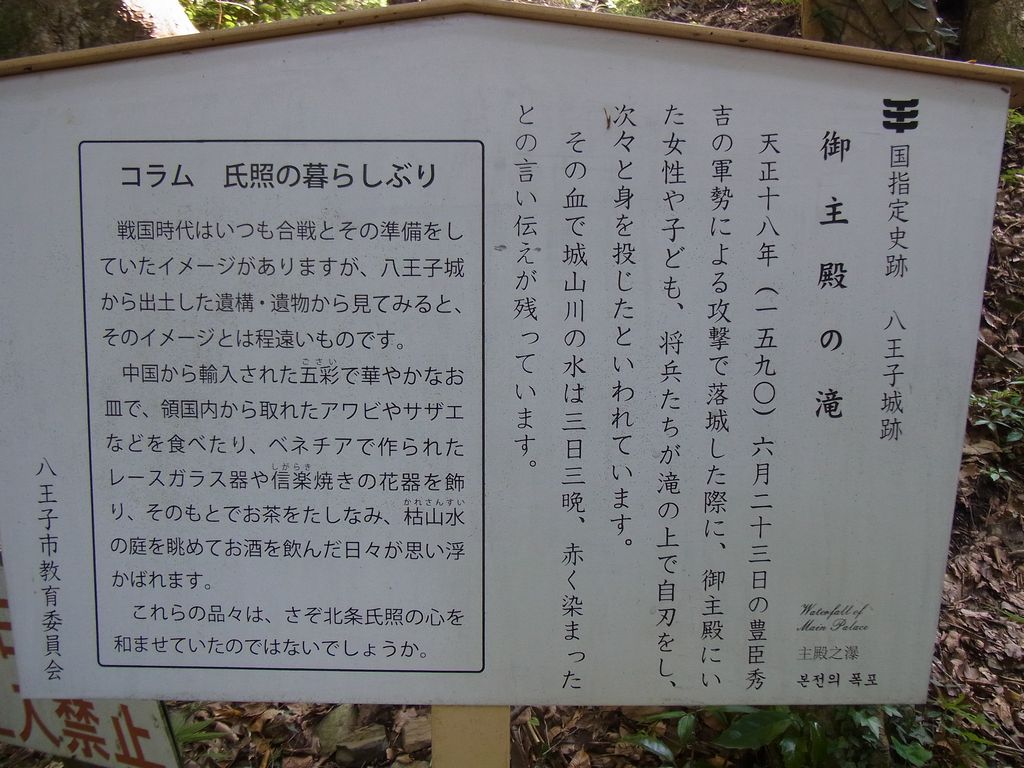 国指定史跡　八王子城跡
御主殿の滝
天正十八年（一五九〇）六月二十三日の豊臣秀
吉の軍勢による攻撃で落城した際に、御主殿にい
た女性や子ども、将兵たちが滝の上で自刃をし、
次々と身を投じたといわれています。
その血で城山川の水は三日三晩、赤く染まった
との言い伝えが残っています。
Waterfall of
Main Palace
主殿之瀑
본전의 폭포
コラム　氏照の暮らしぶり
戦国時代はいつも合戦とその準備をし
ていたイメージがありますが、八王子城
から出土した遺構・遺物から見てみると、
そのイメージとは程遠いものです。
ごさい
中国から輸入された五彩で華やかなお
皿で、領国内から取れたアワビやサザエ
などを食べたり、ベネチアで作られた
しがらき
レースガラス器や信楽焼きの花器を飾
かれさんすい
り、そのもとでお茶をたしなみ、枯山水
の庭を眺めてお酒を飲んだ日々が思い浮
かばれます。
これらの品々は、さぞ北条氏照の心を
和ませていたのではないでしょうか。
八王子市教育委員会
入禁止